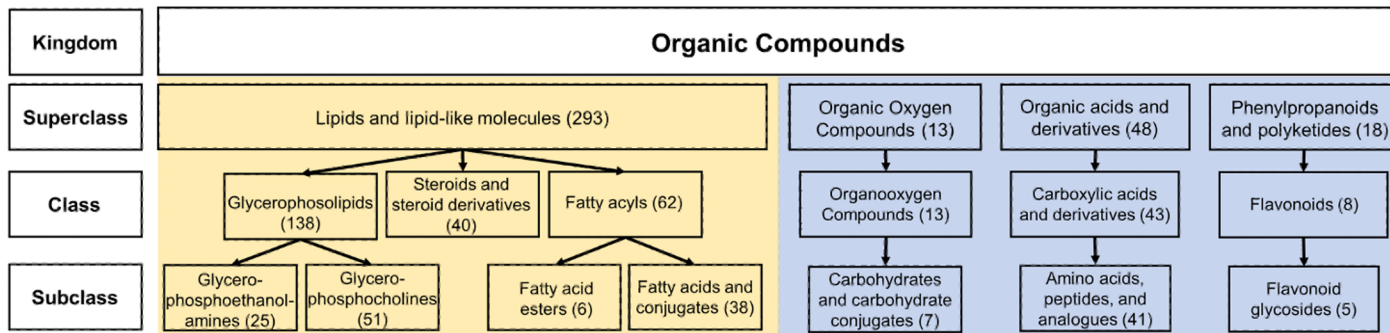 Kingdom
Organic Compounds
Superclass
Lipids and lipid-like molecules (293)
Organic Oxygen
Compounds (13)
Organic acids and
derivatives (48)
Phenylpropanoids
and polyketides (18)
Class
Glycerophosolipids
(138)
Steroids and
steroid derivatives
(40)
Fatty acyls (62)
Organooxygen
Compounds (13)
Carboxylic acids
and derivatives (43)
Flavonoids (8)
Subclass
Glycero-
phosphoethanol-
amines (25)
Glycero-
phosphocholines
(51)
Fatty acid
esters (6)
Fatty acids and
conjugates (38)
Carbohydrates
and carbohydrate
conjugates (7)
Amino acids,
peptides, and
analogues (41)
Flavonoid
glycosides (5)